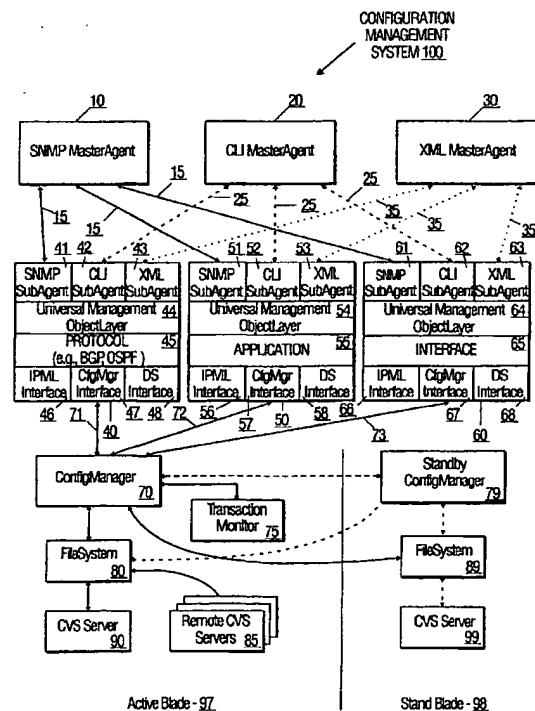 CONFIGURATION
MANAGEMENT
SYSTEM 100
10
20
30
SNMP MasterAgent
CLI MasterAgent
XML MasterAgent
15
15
15
25
25
25
35
35
35
41
42
43
51
52
53
61
62
63
SNMP SubAgent
CLI SubAgent
XML SubAgent
SNMP SubAgent
CLI SubAgent
XML SubAgent
SNMP SubAgent
CLI SubAgent
XML SubAgent
Universal Management ObjectLayer 44
Universal Management ObjectLayer 54
Universal Management ObjectLayer 64
PROTOCOL 45
(e.g., BGP, OSPF )
APPLICATION 55
INTERFACE 65
IPML Interface
CfgMgr Interface
DS Interface
IPML Interface
CfgMgr Interface
DS Interface
IPML Interface
CfgMgr Interface
DS Interface
46
71
40
47
48
72
56
57
50
58
66
73
67
60
68
ConfigManager
70
Standby
ConfigManager
79
Transaction
Monitor 75
FileSystem
80
FileSystem
89
CVS Server
90
Remote CVS
Servers 85
CVS Server
99
Active Blade - 97
Stand Blade - 98